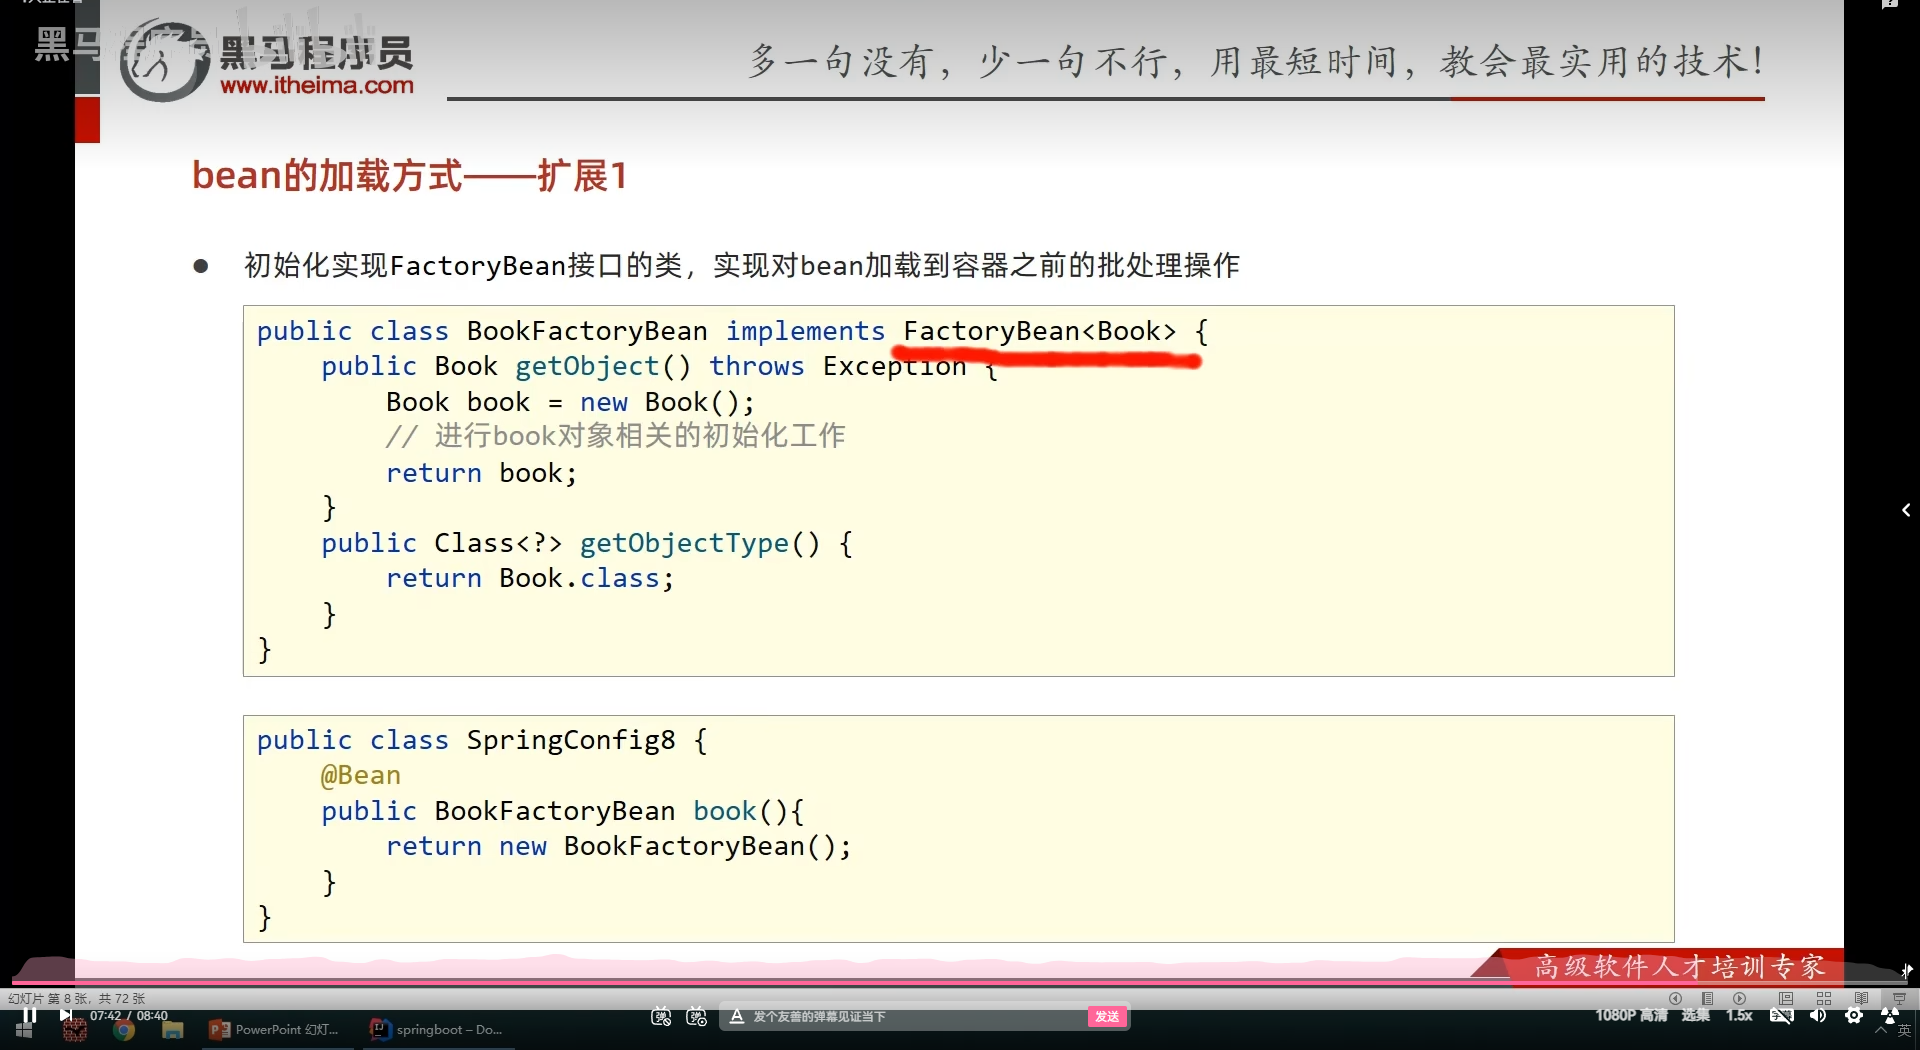 黑马程序员
www.itheima.com
多一句没有，少一句不行，用最短时间，教会最实用的技术！
bean的加载方式——扩展1
● 初始化实现FactoryBean接口的类，实现对bean加载到容器之前的批处理操作
public class BookFactoryBean implements FactoryBean<Book> {
public Book getObject() throws Exception {
Book book = new Book();
// 进行book对象相关的初始化工作
return book;
}
public Class<?> getObjectType() {
return Book.class;
}
}
public class SpringConfig8 {
@Bean
public BookFactoryBean book(){
return new BookFactoryBean();
}
}
高级软件人才培训专家
幻灯片 第 8 张，共 72 张
07:42 / 08:40
发个友善的弹幕见证当下
发送
1080P 高清
选集
1.5x
PowerPoint 幻灯...
springboot – Do...
英